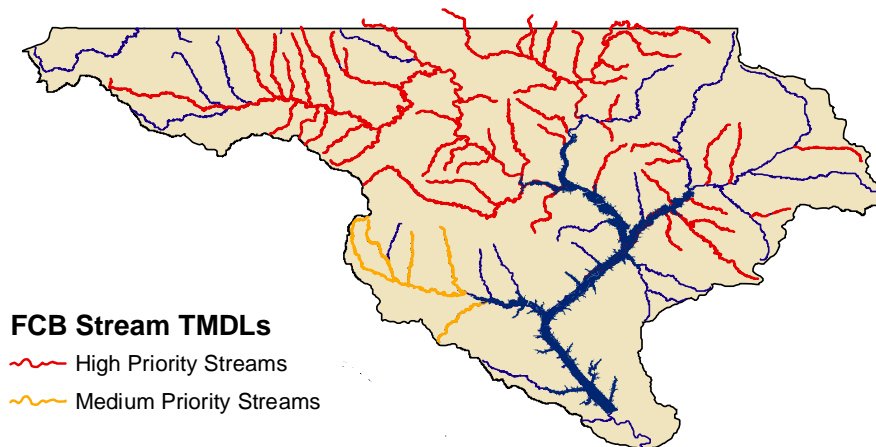 FCB Stream TMDLs
High Priority Streams
Medium Priority Streams